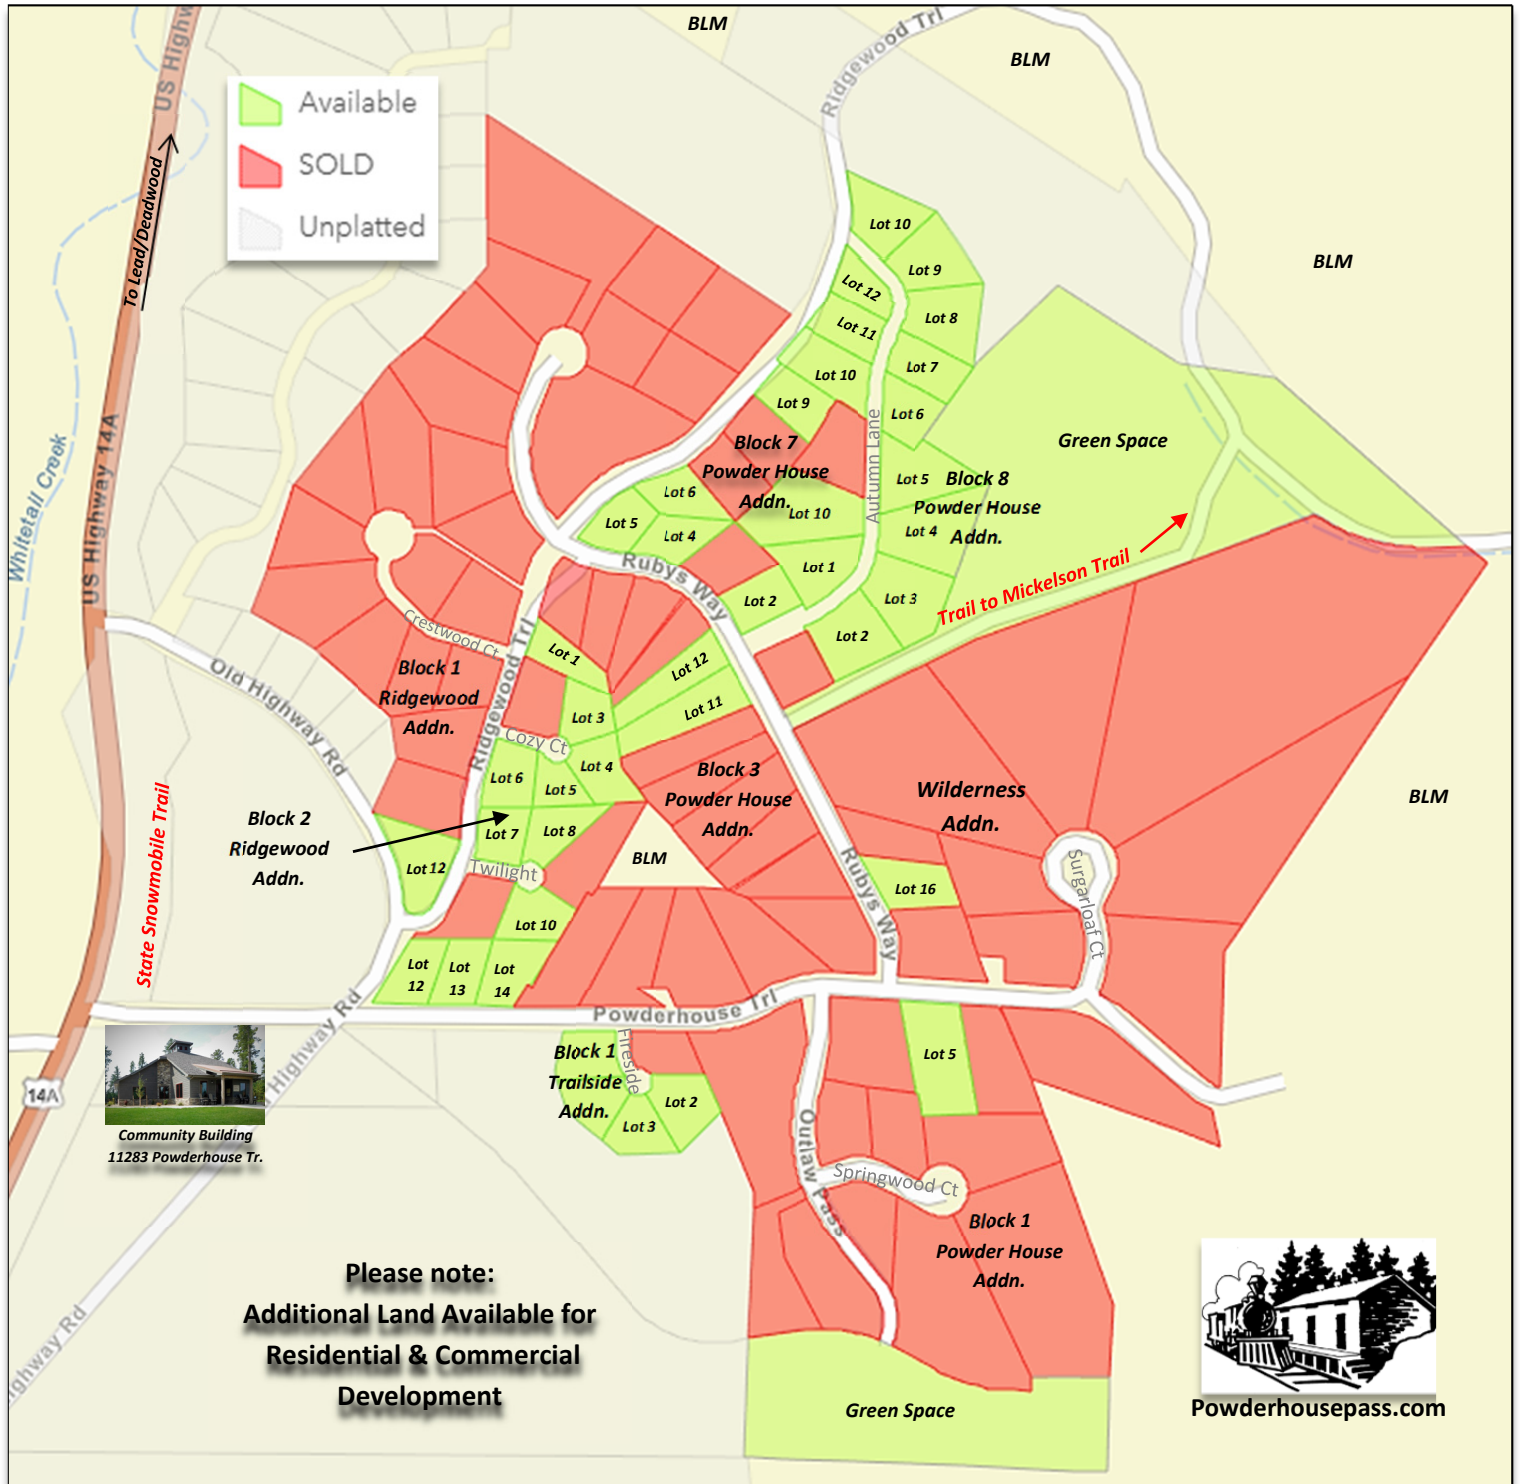 BLM
Ridgewood Trl
BLM
US Highw
Available
SOLD
Unplatted
To Lead/Deadwood
BLM
Lot 10
Lot 9
Lot 12
Lot 8
Lot 11
Lot 7
Lot 10
Lot 9
Lot 6
Autumn Lane
Green Space
Block 7
Powder House
Addn.
Lot 5
Block 8
Powder House
Addn.
Lot 4
Lot 6
Lot 5
Lot 4
Lot 10
Lot 1
Whitetail Creek
US Highway 14A
Rubys Way
Trail to Mickelson Trail
Lot 2
Lot 3
Lot 2
Crestwood Ct
Ridgewood Trl
Lot 1
Lot 12
Lot 11
Block 1
Ridgewood
Addn.
Old Highway Rd
Lot 3
Cozy Ct
Lot 4
Lot 6
Lot 5
Lot 7
Lot 8
Block 3
Powder House
Addn.
Wilderness
Addn.
BLM
State Snowmobile Trail
Block 2
Ridgewood
Addn.
Lot 12
Twilight
BLM
Rubys Way
Lot 16
Surgarloaf Ct
Lot 10
Lot
12
Lot
13
Lot
14
Powderhouse Trl
Highway Rd
Fireside
Block 1
Trailside
Addn.
Lot 2
Lot 3
Lot 5
14A
Community Building
11283 Powderhouse Tr.
Outlaw Pass
Springwood Ct
Block 1
Powder House
Addn.
Please note:
Additional Land Available for
Residential & Commercial
Development
ighway Rd
Green Space
Powderhousepass.com